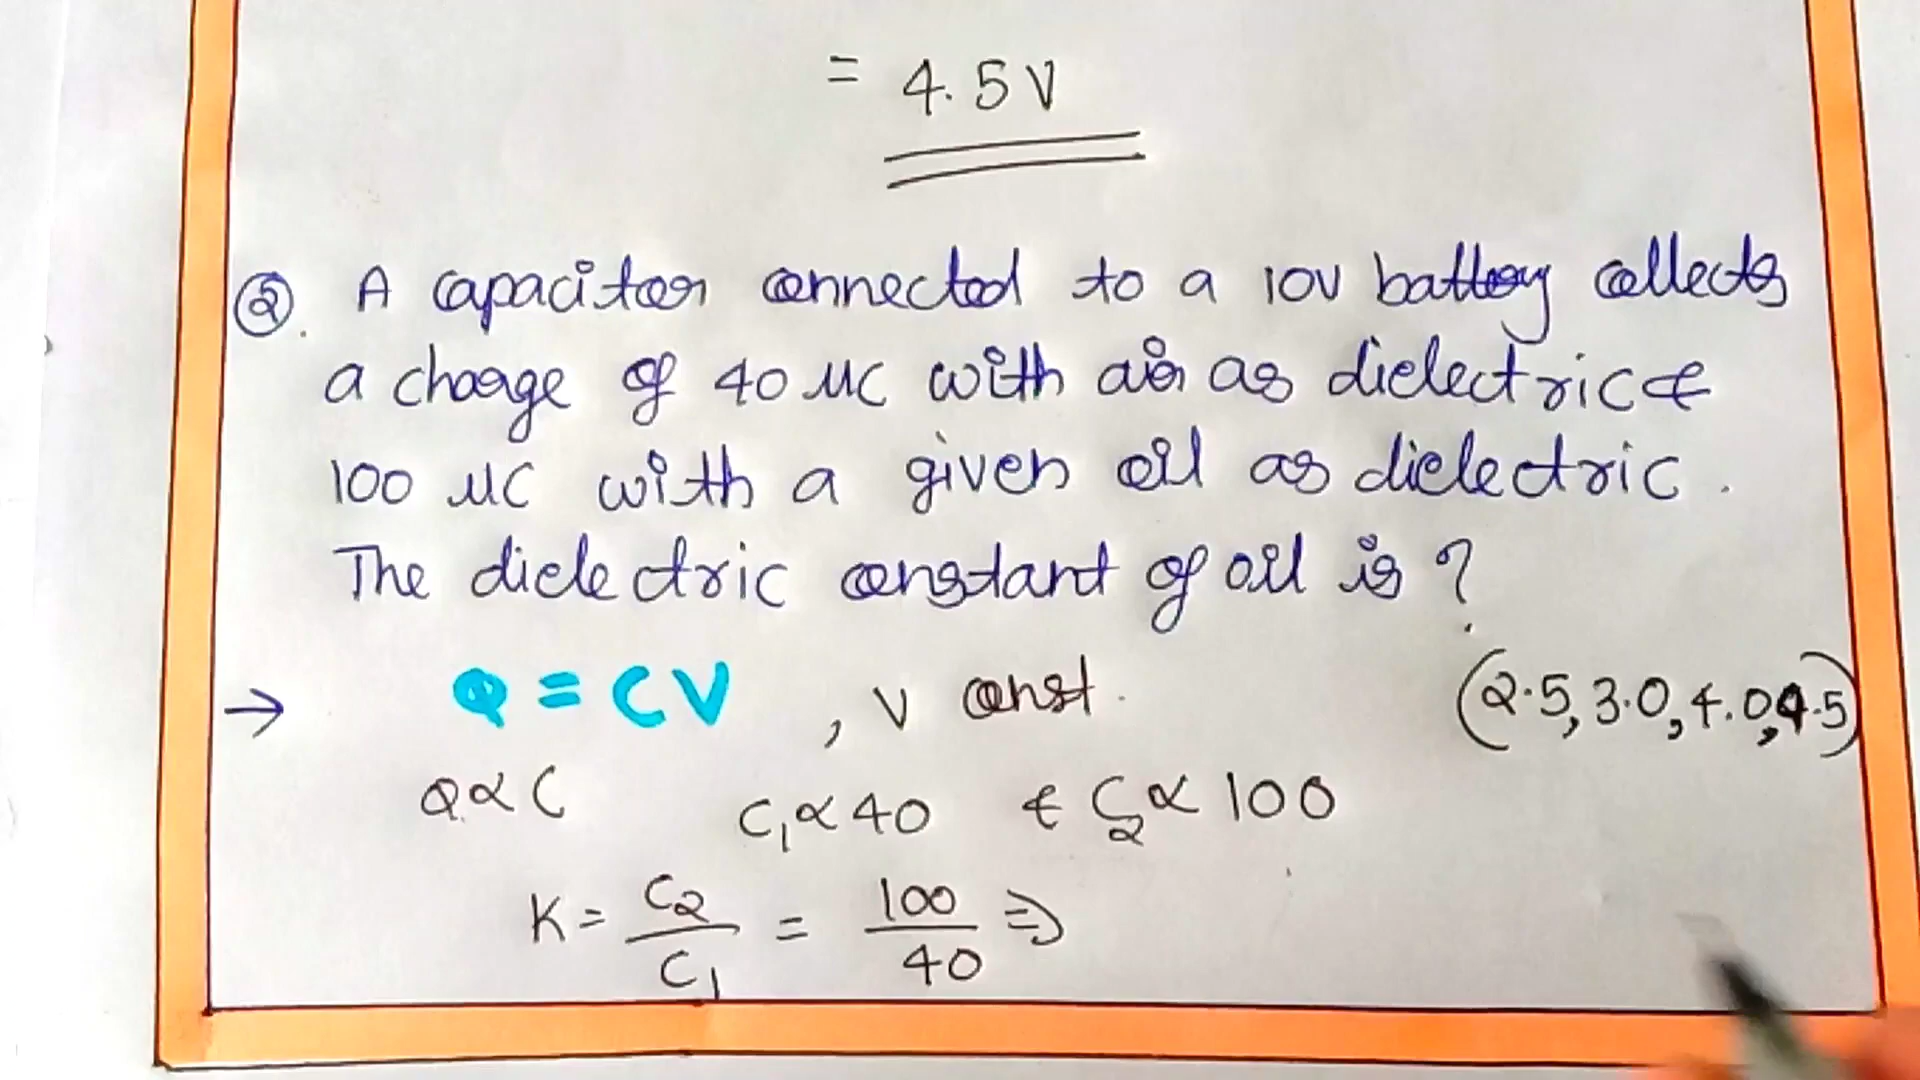 = 4.5 V
②. A capacitor connected to a 10V battery collects
a charge of 40 μC with air as dielectric &
100 μC with a given oil as dielectric.
The dielectric constant of oil is ?
→ Q = CV , V const. (2.5, 3.0, 4.0, 4.5)
Q ∝ C C₁ ∝ 40 & C₂ ∝ 100
K = C₂/C₁ = 100/40 ⇒